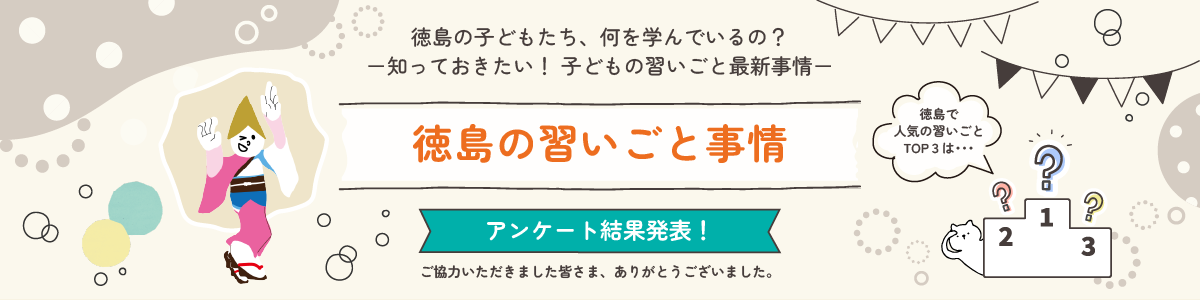 徳島の子どもたち、何を学んでいるの？
ー知っておきたい！ 子どもの習いごと最新事情ー
徳島の習いごと事情
アンケート結果発表！
ご協力いただきました皆さま、ありがとうございました。
徳島で
人気の習いごと
TOP３は･･･
?
?
?
1
2
3